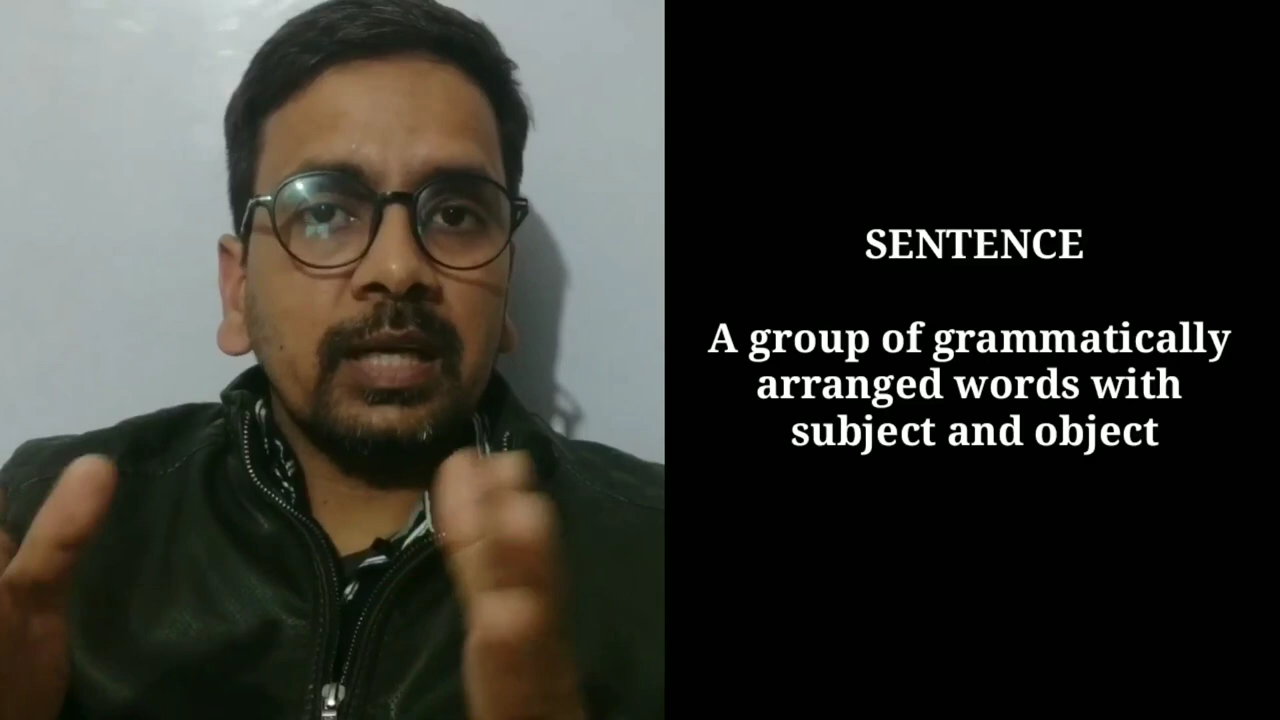 SENTENCE
A group of grammatically
arranged words with
subject and object